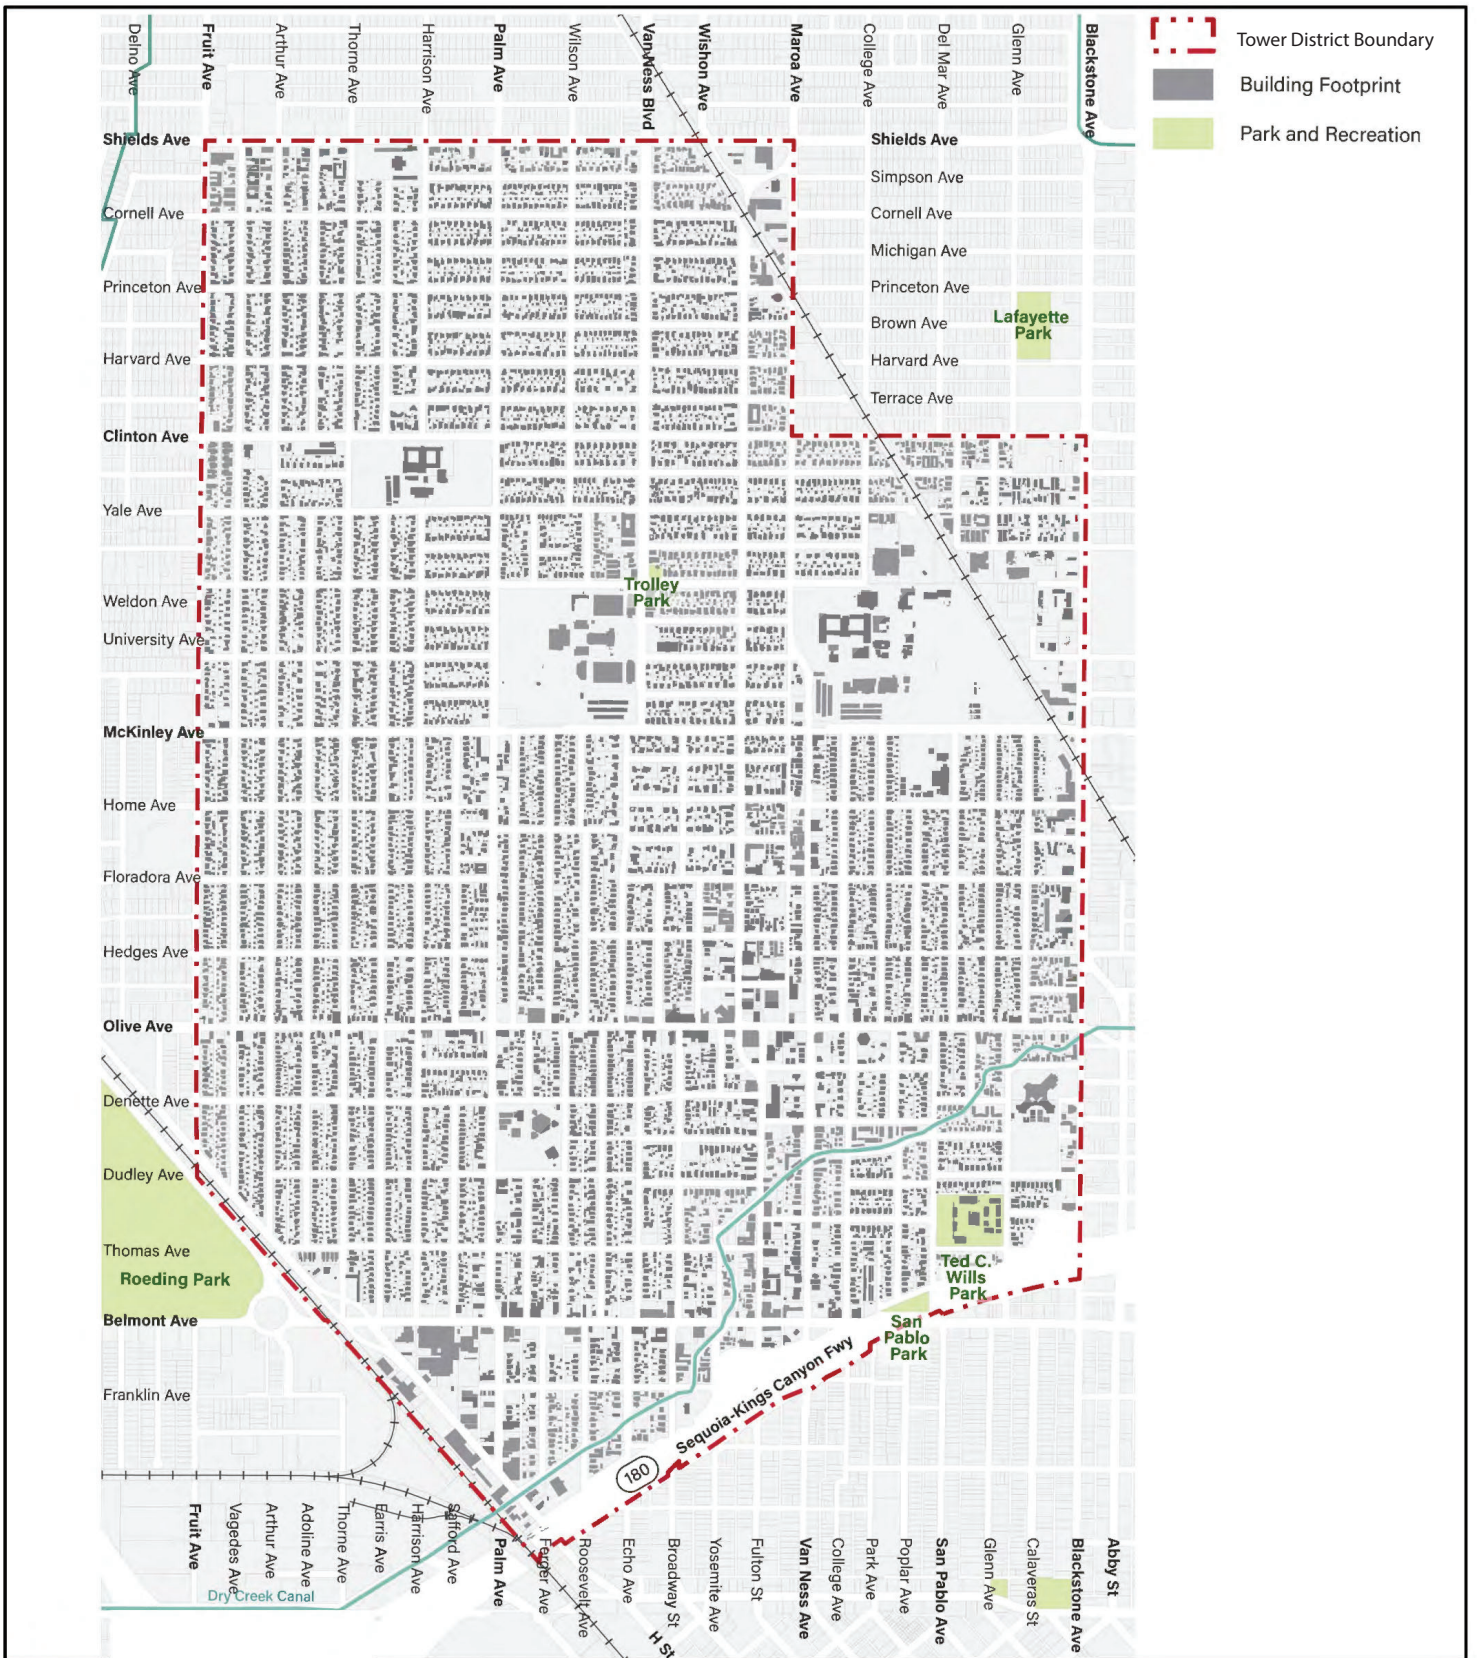 Delno Ave
Fruit Ave
Arthur Ave
Thorne Ave
Harrison Ave
Palm Ave
Wilson Ave
Van Ness Blvd
Wishon Ave
Maroa Ave
College Ave
Del Mar Ave
Glenn Ave
Blackstone Ave
Tower District Boundary
Building Footprint
Park and Recreation
Shields Ave
Shields Ave
Simpson Ave
Cornell Ave
Cornell Ave
Michigan Ave
Princeton Ave
Princeton Ave
Brown Ave
Lafayette
Park
Harvard Ave
Harvard Ave
Terrace Ave
Clinton Ave
Yale Ave
Trolley
Park
Weldon Ave
University Ave
McKinley Ave
Home Ave
Floradora Ave
Hedges Ave
Olive Ave
Denette Ave
Dudley Ave
Thomas Ave
Roeding Park
Ted C.
Wills
Park
Belmont Ave
San
Pablo
Park
Sequoia-Kings Canyon Fwy
Franklin Ave
180
Fruit Ave
Vagedes Ave
Arthur Ave
Adoline Ave
Thorne Ave
Farris Ave
Harrison Ave
Safford Ave
Palm Ave
Ferger Ave
Roosevelt Ave
Echo Ave
Broadway St
Yosemite Ave
Fulton St
Van Ness Ave
College Ave
Park Ave
Poplar Ave
San Pablo Ave
Glenn Ave
Calaveras St
Blackstone Ave
Abby St
Dry Creek Canal
H St